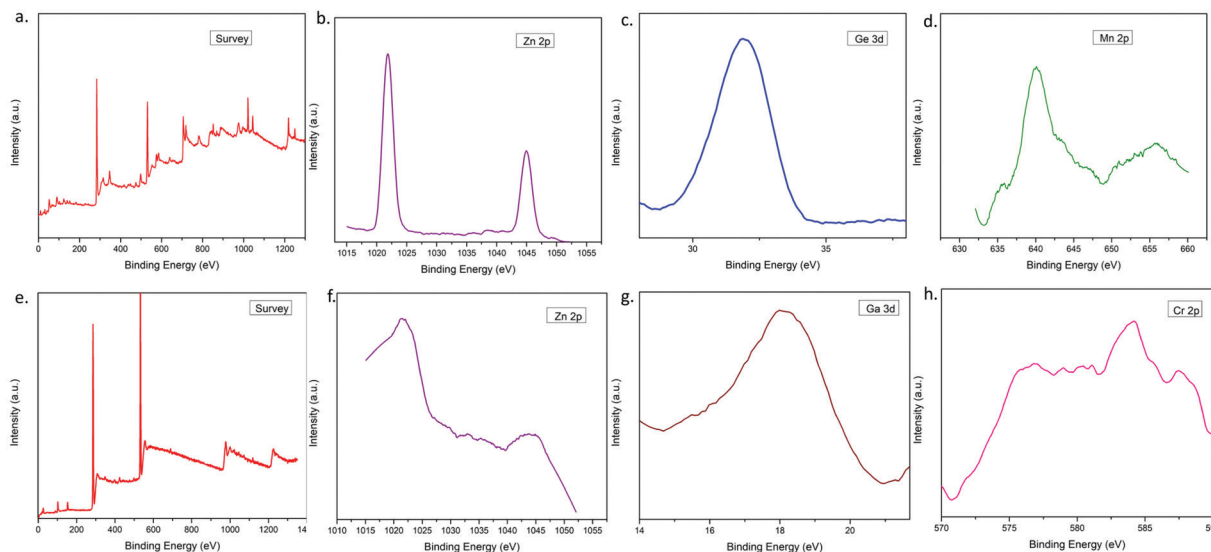 a.
Survey
Intensity (a.u.)
0 200 400 600 800 1000 1200
Binding Energy (eV)
b.
Zn 2p
Intensity (a.u.)
1015 1020 1025 1030 1035 1040 1045 1050 1055
Binding Energy (eV)
c.
Ge 3d
Intensity (a.u.)
30 35
Binding Energy (eV)
d.
Mn 2p
Intensity (a.u.)
630 635 640 645 650 655 660
Binding Energy (eV)
e.
Survey
Intensity (a.u.)
0 200 400 600 800 1000 1200 14
Binding Energy (eV)
f.
Zn 2p
Intensity (a.u.)
1010 1015 1020 1025 1030 1035 1040 1045 1050 1055
Binding Energy (eV)
g.
Ga 3d
Intensity (a.u.)
14 16 18 20
Binding Energy (eV)
h.
Cr 2p
Intensity (a.u.)
570 575 580 585 59
Binding Energy (eV)